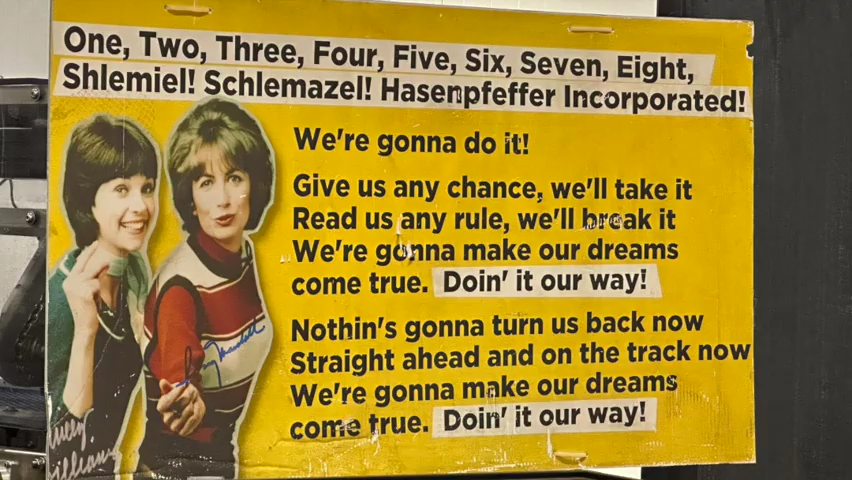 One, Two, Three, Four, Five, Six, Seven, Eight,
Shlemiel! Schlemazel! Hasenpfeffer Incorporated!
We're gonna do it!
Give us any chance, we'll take it
Read us any rule, we'll break it
We're gonna make our dreams
come true. Doin' it our way!
Nothin's gonna turn us back now
Straight ahead and on the track now
We're gonna make our dreams
come true. Doin' it our way!